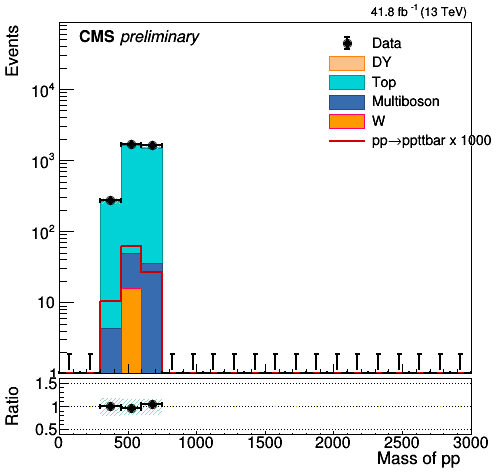 41.8 fb⁻¹ (13 TeV)
CMS preliminary
Events
Data
DY
Top
Multiboson
W
pp→ppttbar x 1000
10⁴
10³
10²
10
1
Ratio
1.5
1
0.5
0 500 1000 1500 2000 2500 3000
Mass of pp